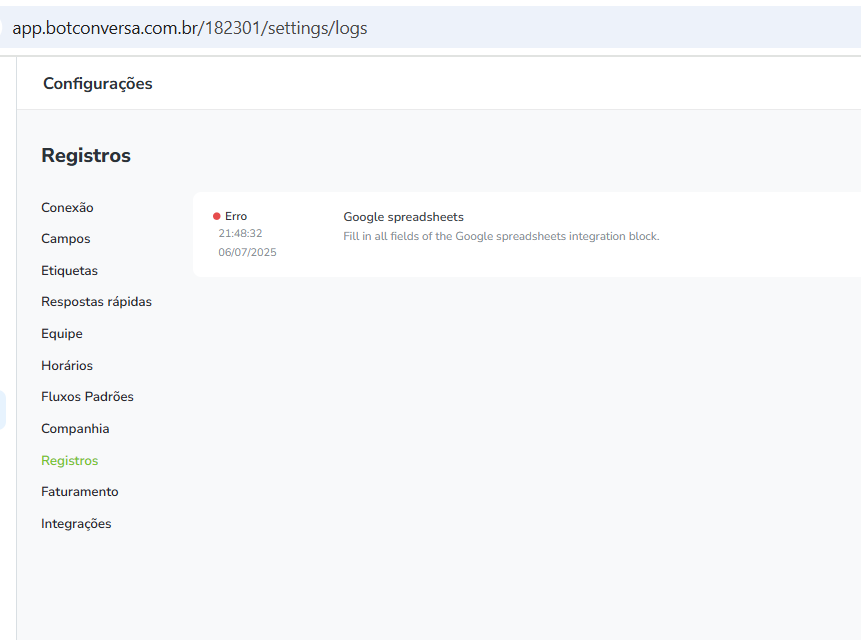 app.botconversa.com.br/182301/settings/logs
Configurações
Registros
Conexão
Campos
Etiquetas
Respostas rápidas
Equipe
Horários
Fluxos Padrões
Companhia
Registros
Faturamento
Integrações
Erro
21:48:32
06/07/2025
Google spreadsheets
Fill in all fields of the Google spreadsheets integration block.